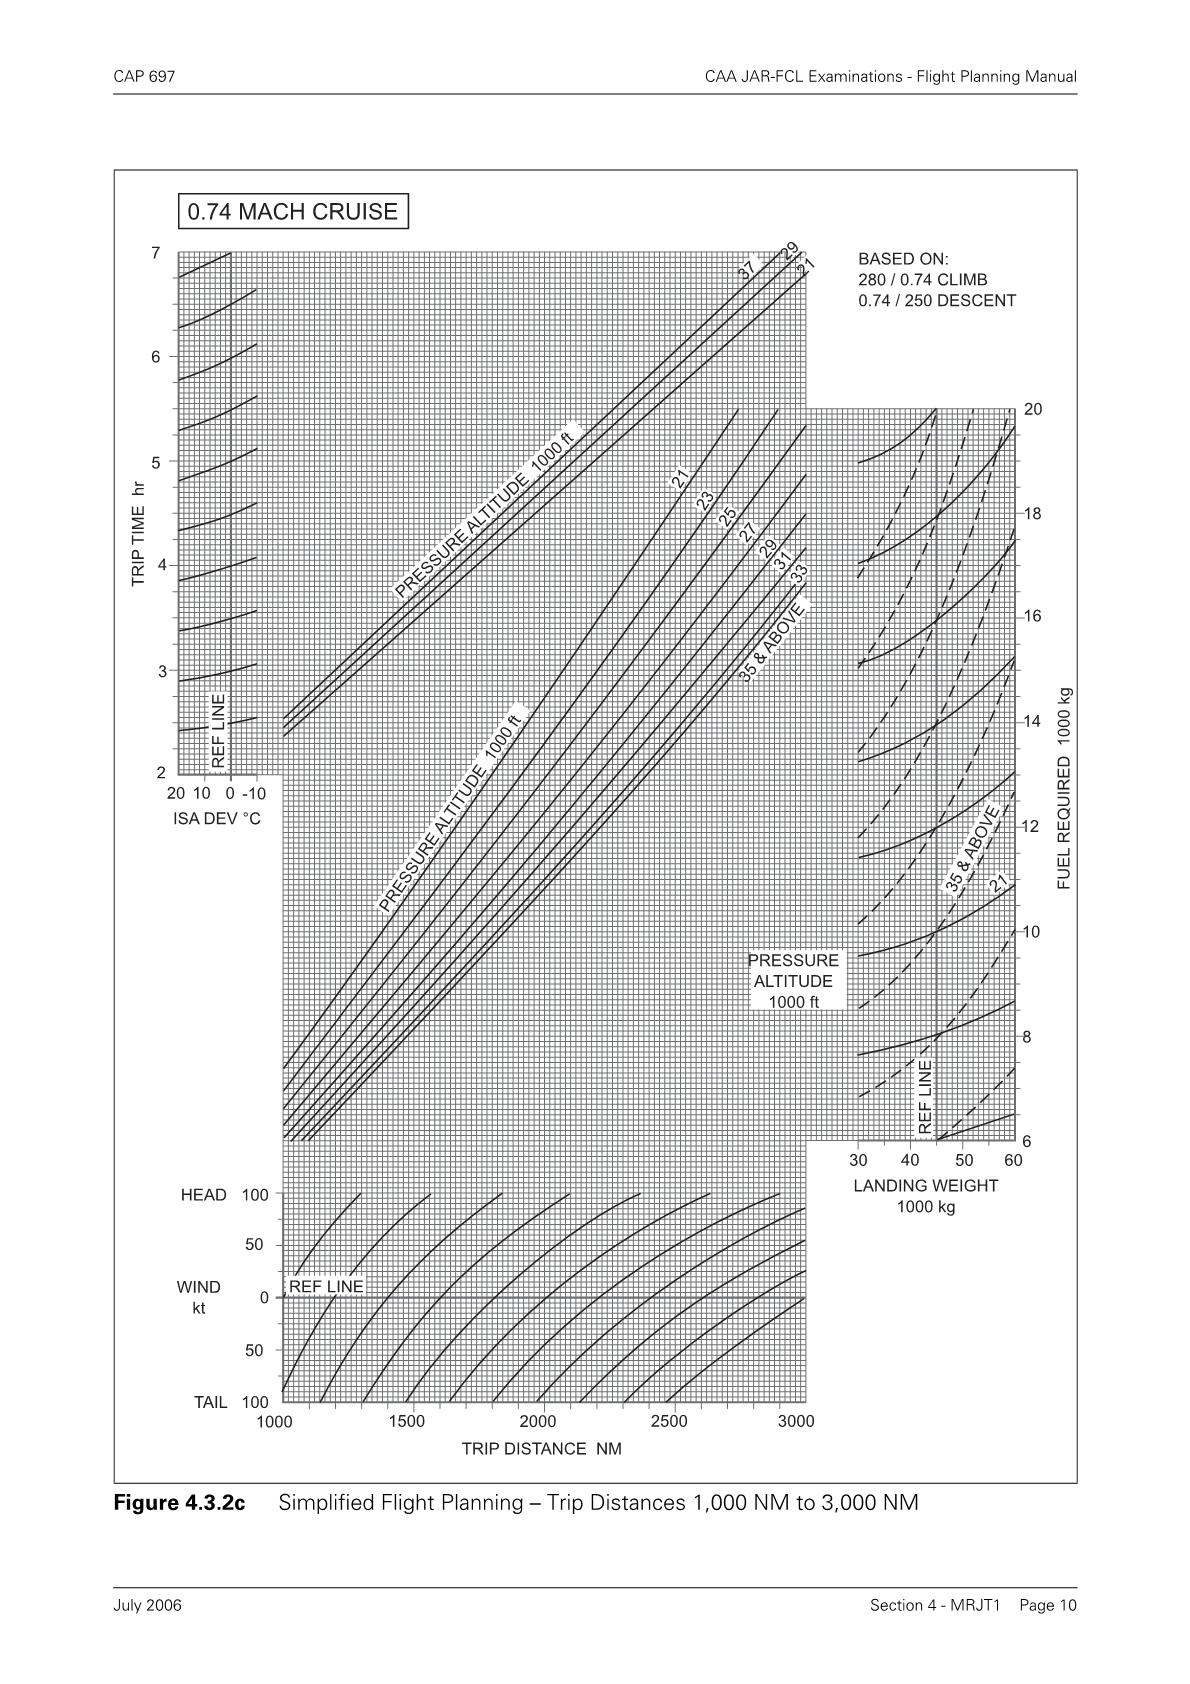 CAP 697
CAA JAR-FCL Examinations - Flight Planning Manual
0.74 MACH CRUISE
BASED ON:
280 / 0.74 CLIMB
0.74 / 250 DESCENT
37
29
21
7
6
5
4
3
2
TRIP TIME hr
REF LINE
20 10 0 -10
ISA DEV °C
PRESSURE ALTITUDE 1000 ft
21
23
25
27
29
31
33
35 & ABOVE
PRESSURE ALTITUDE 1000 ft
20
18
16
14
12
10
8
6
FUEL REQUIRED 1000 kg
35 & ABOVE
21
PRESSURE
ALTITUDE
1000 ft
REF LINE
30 40 50 60
LANDING WEIGHT
1000 kg
HEAD 100
50
REF LINE
WIND
kt
0
50
TAIL 100
1000 1500 2000 2500 3000
TRIP DISTANCE NM
Figure 4.3.2c Simplified Flight Planning – Trip Distances 1,000 NM to 3,000 NM
July 2006
Section 4 - MRJT1 Page 10